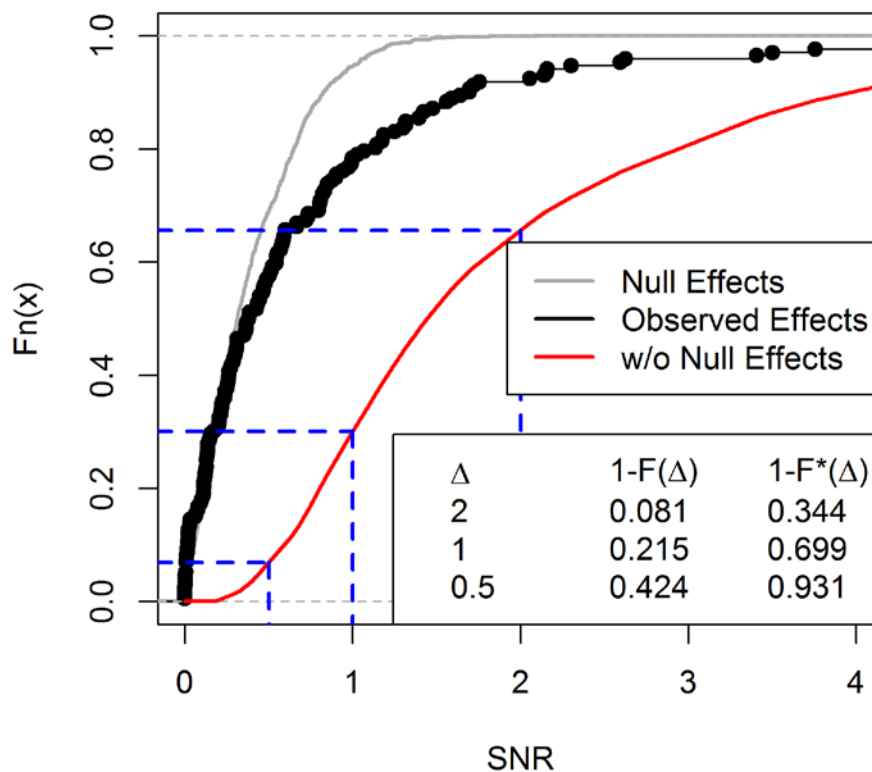 1.0
0.8
0.6
0.4
0.2
0.0
Fn(x)
Null Effects
Observed Effects
w/o Null Effects
Δ 1-F(Δ) 1-F*(Δ)
2 0.081 0.344
1 0.215 0.699
0.5 0.424 0.931
0 1 2 3 4
SNR